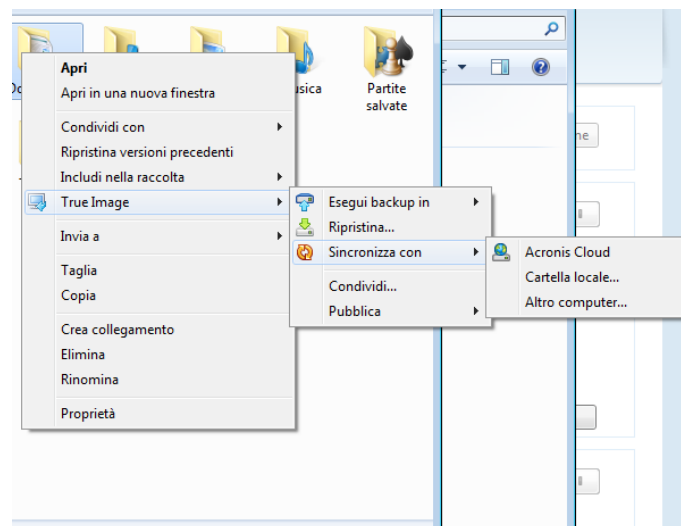 Partite
salvate
Apri
Apri in una nuova finestra
Condividi con
Ripristina versioni precedenti
Includi nella raccolta
True Image
Invia a
Taglia
Copia
Crea collegamento
Elimina
Rinomina
Proprietà
Esegui backup in
Ripristina...
Sincronizza con
Condividi...
Pubblica
Acronis Cloud
Cartella locale...
Altro computer...